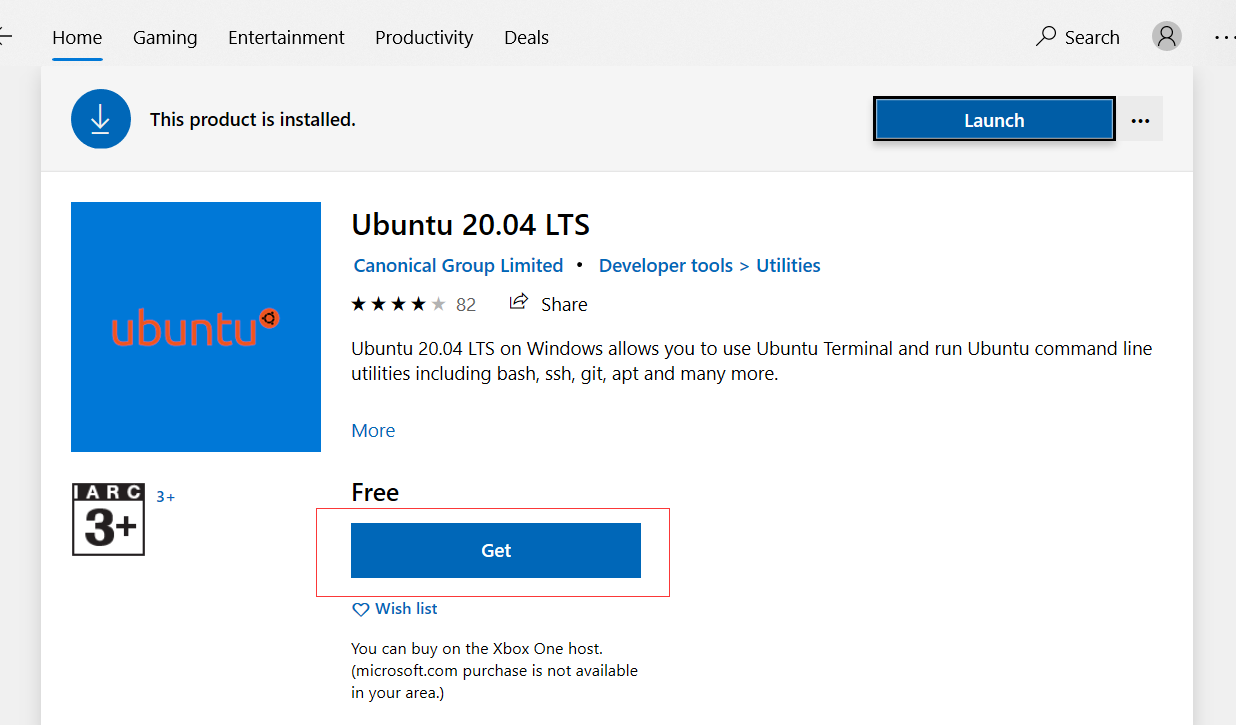 Home Gaming Entertainment Productivity Deals Search
This product is installed. Launch
ubuntu
Ubuntu 20.04 LTS
Canonical Group Limited • Developer tools > Utilities
82 Share
Ubuntu 20.04 LTS on Windows allows you to use Ubuntu Terminal and run Ubuntu command line
utilities including bash, ssh, git, apt and many more.
More
IARC
3+
3+
Free
Get
Wish list
You can buy on the Xbox One host.
(microsoft.com purchase is not available
in your area.)